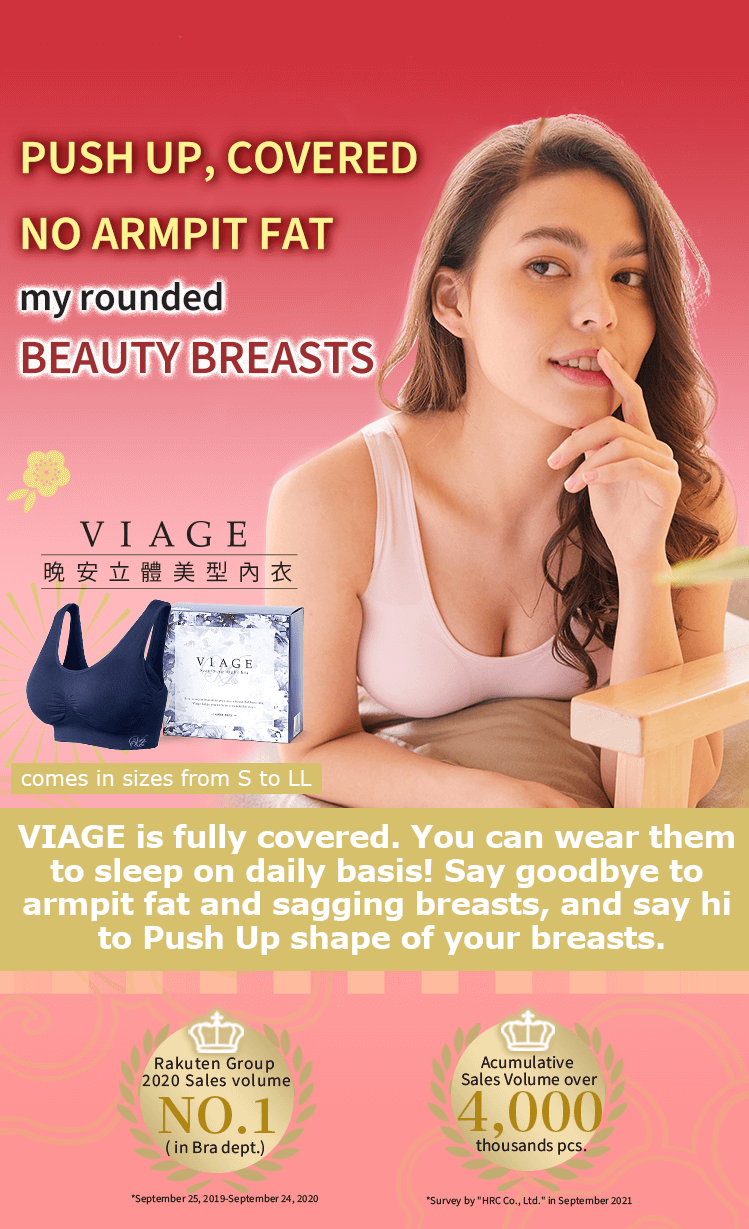 PUSH UP, COVERED
NO ARMPIT FAT
my rounded
BEAUTY BREASTS
VIAGE
晚安立體美型內衣
VIAGE
comes in sizes from S to LL
VIAGE is fully covered. You can wear them
to sleep on daily basis! Say goodbye to
armpit fat and sagging breasts, and say hi
to Push Up shape of your breasts.
Rakuten Group
2020 Sales volume
NO.1
( in Bra dept.)
*September 25, 2019-September 24, 2020
Acumulative
Sales Volume over
4,000
thousands pcs.
*Survey by "HRC Co., Ltd." in September 2021